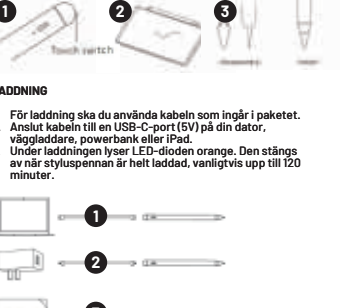 1 2 3
Touch switch
ADDNING
För laddning ska du använda kabeln som ingår i paketet.
Anslut kabeln till en USB-C-port (5V) på din dator,
väggladdare, powerbank eller iPad.
Under laddningen lyser LED-dioden orange. Den stängs
av när styluspennan är helt laddad, vanligtvis upp till 120
minuter.
1
2